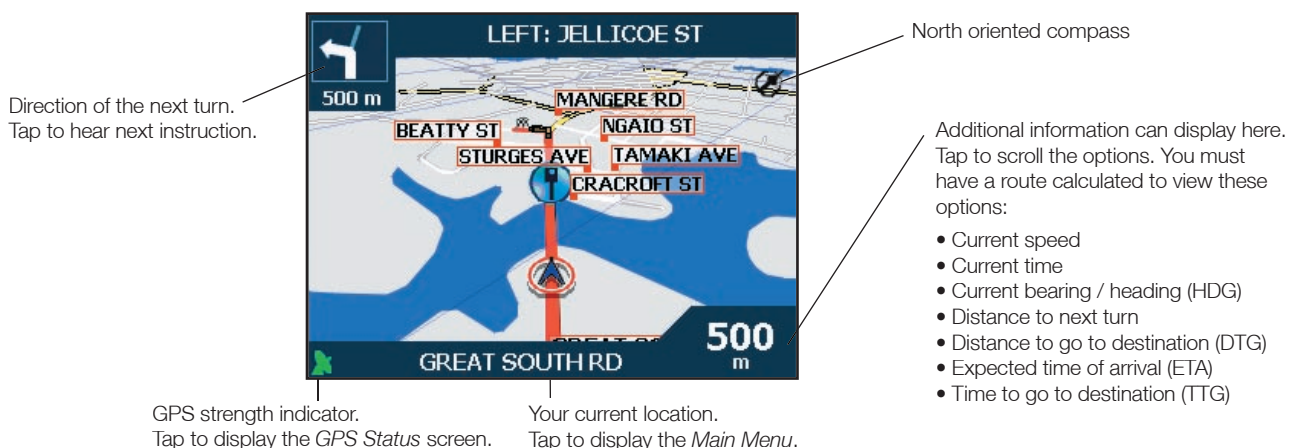 LEFT: JELLICOE ST
500 m
MANGERE RD
BEATTY ST
NGAIO ST
STURGES AVE
TAMAKI AVE
CRACROFT ST
500
m
GREAT SOUTH RD
Direction of the next turn.
Tap to hear next instruction.
North oriented compass
Additional information can display here.
Tap to scroll the options. You must
have a route calculated to view these
options:
• Current speed
• Current time
• Current bearing / heading (HDG)
• Distance to next turn
• Distance to go to destination (DTG)
• Expected time of arrival (ETA)
• Time to go to destination (TTG)
GPS strength indicator.
Tap to display the GPS Status screen.
Your current location.
Tap to display the Main Menu.